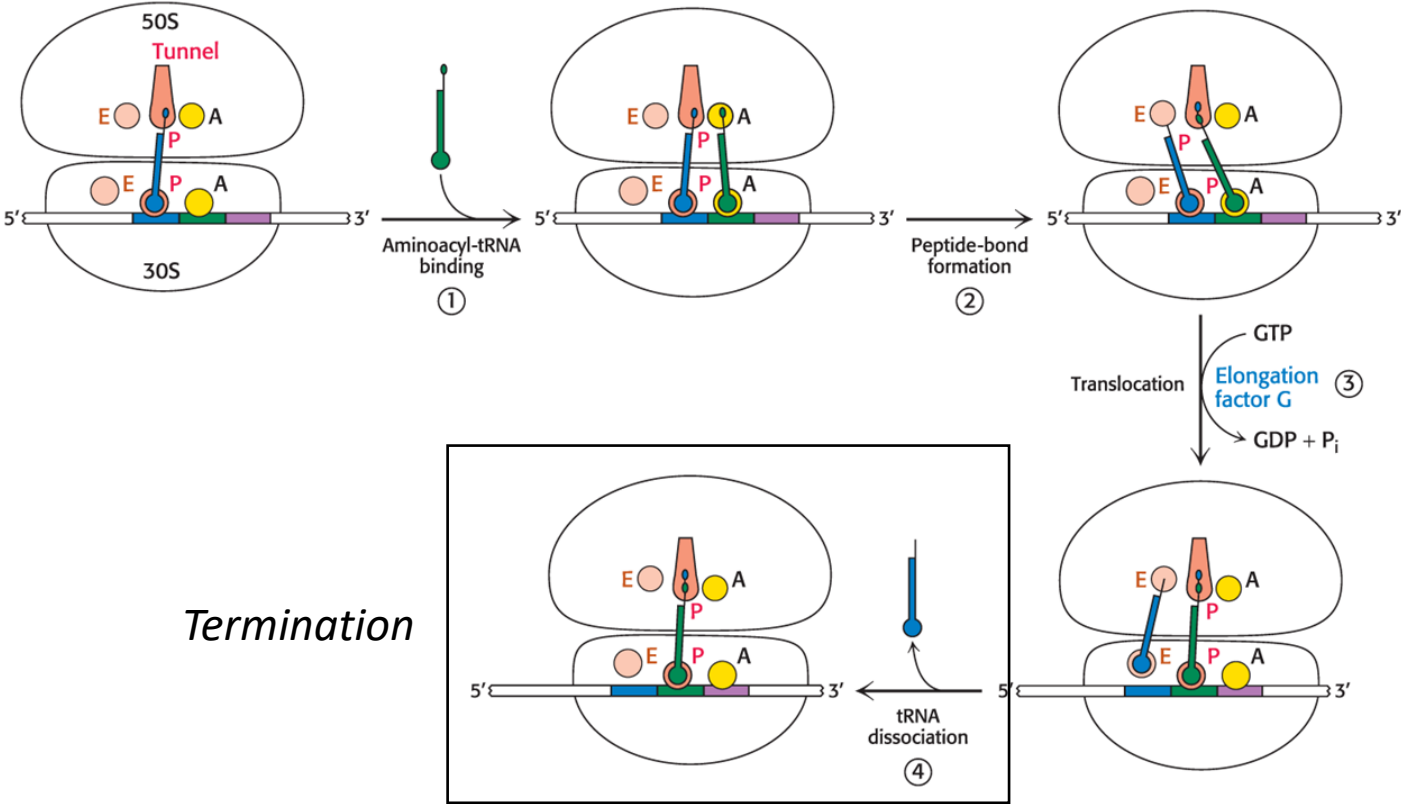 50S
Tunnel
E
A
P
E
P
A
5′
3′
30S
Aminoacyl-tRNA
binding
1
E
A
P
E
P
A
5′
3′
Peptide-bond
formation
2
E
A
P
E
P
A
5′
3′
Translocation
GTP
Elongation
factor G
3
GDP + Pi
Termination
E
A
P
E
P
A
5′
3′
tRNA
dissociation
4
E
A
P
E
P
A
5′
3′